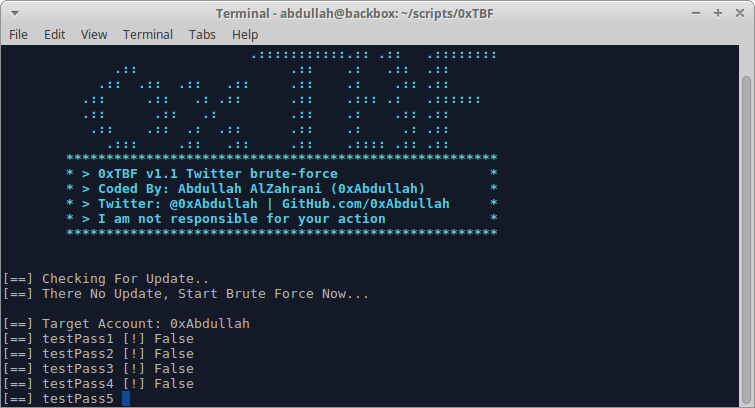 Terminal - abdullah@backbox: ~/scripts/0xTBF
File Edit View Terminal Tabs Help
.:::::::::::.:: .::   .::::::::
.::                   .::    .:   .::  .::
.::  .::  .::   .::     .::    .:    .:: .::
.::     .::   .: .::      .::    .::: .:   .::::::
.::      .::   .:         .::    .:    .:: .::
.::    .::  .:  .::      .::    .:     .: .::
.:::     .::   .::     .::    .:::: .:: .::
******************************************************
* > 0xTBF v1.1 Twitter brute-force *
* > Coded By: Abdullah AlZahrani (0xAbdullah) *
* > Twitter: @0xAbdullah | GitHub.com/0xAbdullah *
* > I am not responsible for your action *
******************************************************
[==] Checking For Update..
[==] There No Update, Start Brute Force Now...
[==] Target Account: 0xAbdullah
[==] testPass1 [!] False
[==] testPass2 [!] False
[==] testPass3 [!] False
[==] testPass4 [!] False
[==] testPass5